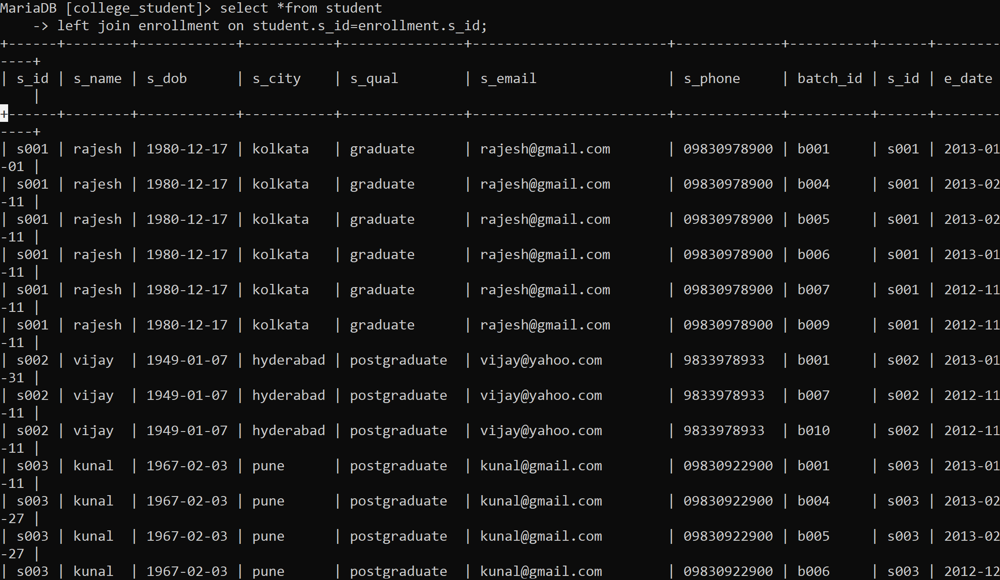 MariaDB [college_student]> select *from student
    -> left join enrollment on student.s_id=enrollment.s_id;
+------+--------+------------+-----------+---------------+------------------------+-------------+----------+------+--------
----+
| s_id | s_name | s_dob      | s_city    | s_qual        | s_email                | s_phone     | batch_id | s_id | e_date
    |
+------+--------+------------+-----------+---------------+------------------------+-------------+----------+------+--------
----+
| s001 | rajesh | 1980-12-17 | kolkata   | graduate      | rajesh@gmail.com       | 09830978900 | b001     | s001 | 2013-01
-01 |
| s001 | rajesh | 1980-12-17 | kolkata   | graduate      | rajesh@gmail.com       | 09830978900 | b004     | s001 | 2013-02
-11 |
| s001 | rajesh | 1980-12-17 | kolkata   | graduate      | rajesh@gmail.com       | 09830978900 | b005     | s001 | 2013-02
-11 |
| s001 | rajesh | 1980-12-17 | kolkata   | graduate      | rajesh@gmail.com       | 09830978900 | b006     | s001 | 2013-01
-11 |
| s001 | rajesh | 1980-12-17 | kolkata   | graduate      | rajesh@gmail.com       | 09830978900 | b007     | s001 | 2012-11
-11 |
| s001 | rajesh | 1980-12-17 | kolkata   | graduate      | rajesh@gmail.com       | 09830978900 | b009     | s001 | 2012-11
-11 |
| s002 | vijay  | 1949-01-07 | hyderabad | postgraduate  | vijay@yahoo.com        | 9833978933  | b001     | s002 | 2013-01
-31 |
| s002 | vijay  | 1949-01-07 | hyderabad | postgraduate  | vijay@yahoo.com        | 9833978933  | b007     | s002 | 2012-11
-11 |
| s002 | vijay  | 1949-01-07 | hyderabad | postgraduate  | vijay@yahoo.com        | 9833978933  | b010     | s002 | 2012-11
-11 |
| s003 | kunal  | 1967-02-03 | pune      | postgraduate  | kunal@gmail.com        | 09830922900 | b001     | s003 | 2013-01
-11 |
| s003 | kunal  | 1967-02-03 | pune      | postgraduate  | kunal@gmail.com        | 09830922900 | b004     | s003 | 2013-02
-27 |
| s003 | kunal  | 1967-02-03 | pune      | postgraduate  | kunal@gmail.com        | 09830922900 | b005     | s003 | 2013-02
-27 |
| s003 | kunal  | 1967-02-03 | pune      | postgraduate  | kunal@gmail.com        | 09830922900 | b006     | s003 | 2012-12